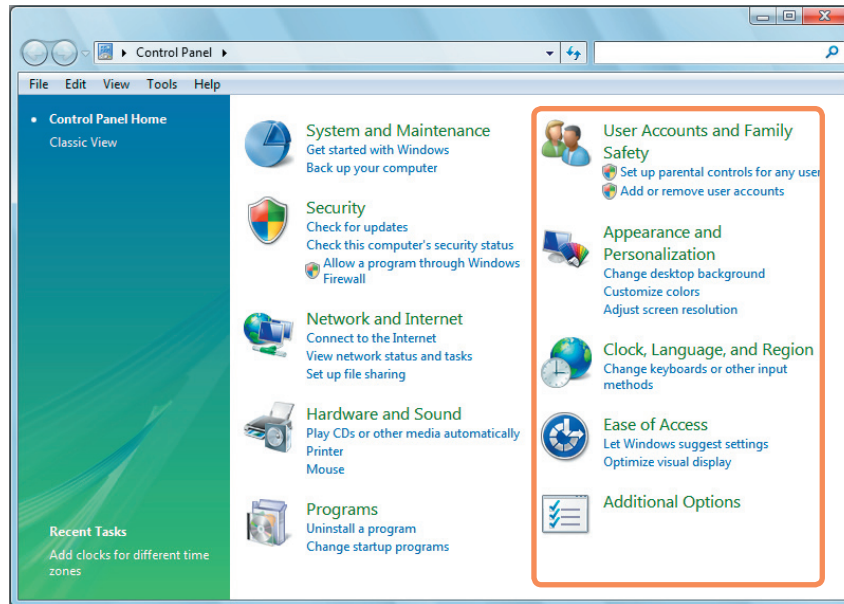 Control Panel
File Edit View Tools Help
Control Panel Home
Classic View
Recent Tasks
Add clocks for different time
zones
System and Maintenance
Get started with Windows
Back up your computer
Security
Check for updates
Check this computer's security status
Allow a program through Windows
Firewall
Network and Internet
Connect to the Internet
View network status and tasks
Set up file sharing
Hardware and Sound
Play CDs or other media automatically
Printer
Mouse
Programs
Uninstall a program
Change startup programs
User Accounts and Family
Safety
Set up parental controls for any user
Add or remove user accounts
Appearance and
Personalization
Change desktop background
Customize colors
Adjust screen resolution
Clock, Language, and Region
Change keyboards or other input
methods
Ease of Access
Let Windows suggest settings
Optimize visual display
Additional Options